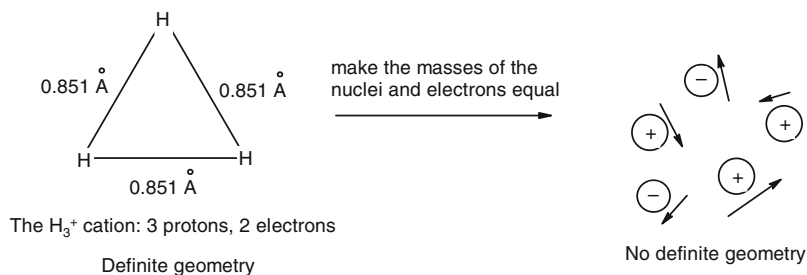 H
0.851 Å
0.851 Å
H
H
0.851 Å
The H₃⁺ cation: 3 protons, 2 electrons
Definite geometry
make the masses of the
nuclei and electrons equal
−
+
+
+
−
No definite geometry